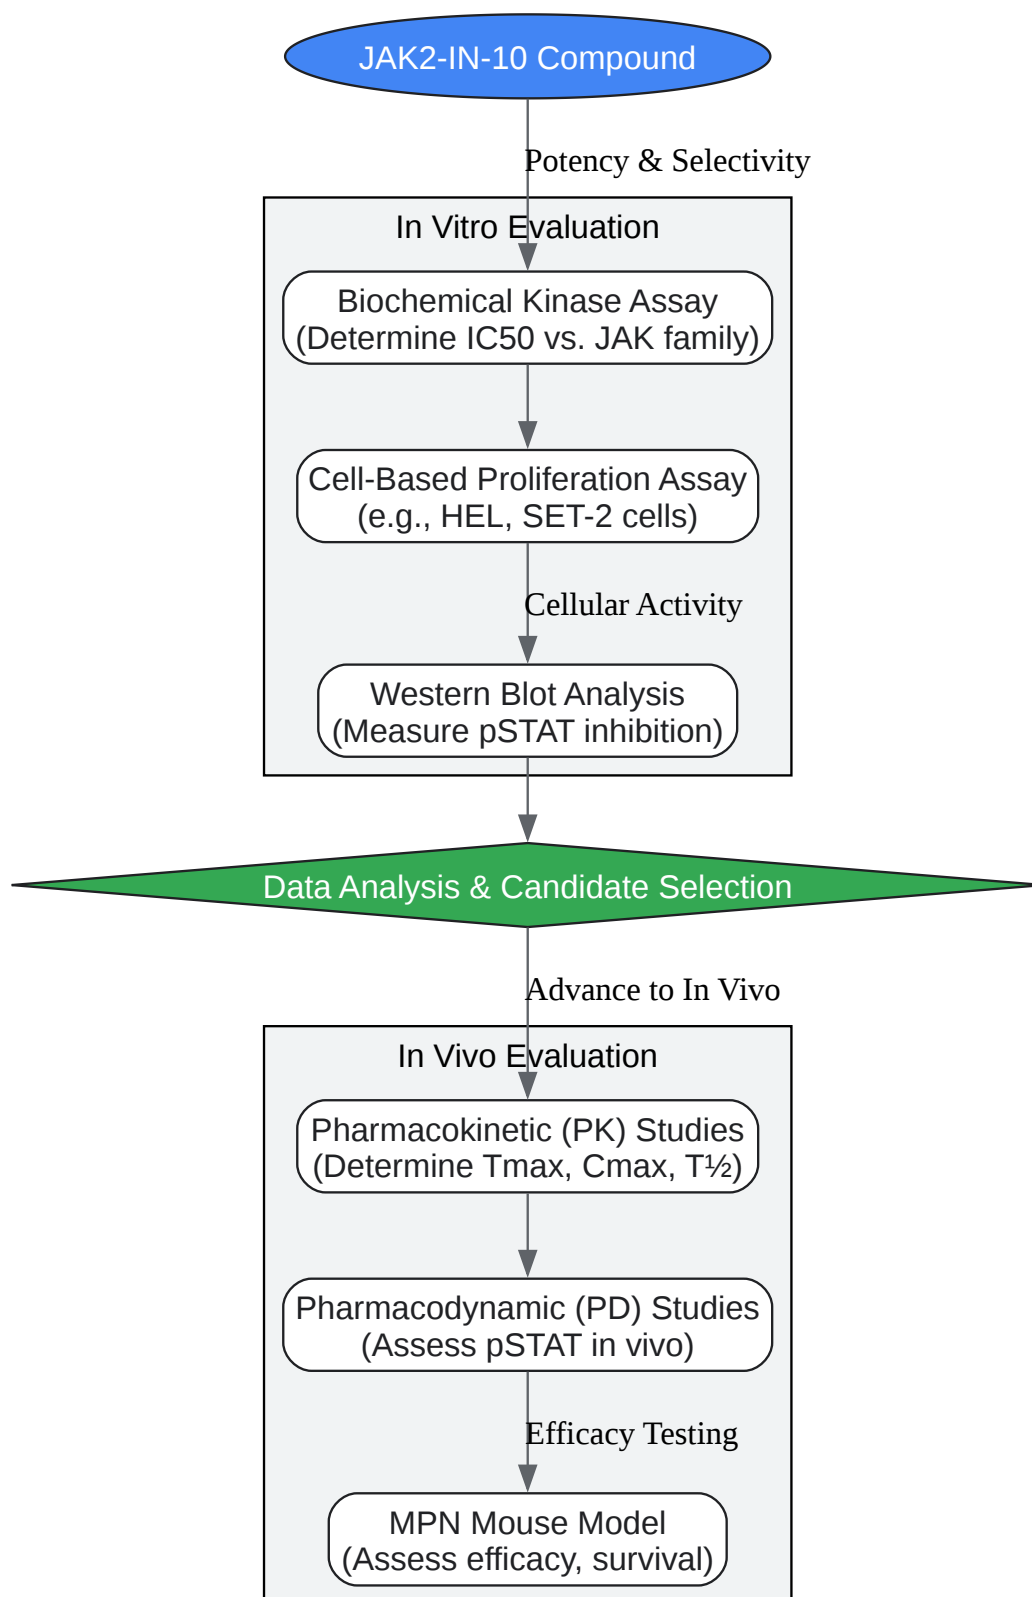 JAK2-IN-10 Compound
Potency & Selectivity
In Vitro Evaluation
Biochemical Kinase Assay
(Determine IC50 vs. JAK family)
Cell-Based Proliferation Assay
(e.g., HEL, SET-2 cells)
Cellular Activity
Western Blot Analysis
(Measure pSTAT inhibition)
Data Analysis & Candidate Selection
Advance to In Vivo
In Vivo Evaluation
Pharmacokinetic (PK) Studies
(Determine Tmax, Cmax, T½)
Pharmacodynamic (PD) Studies
(Assess pSTAT in vivo)
Efficacy Testing
MPN Mouse Model
(Assess efficacy, survival)